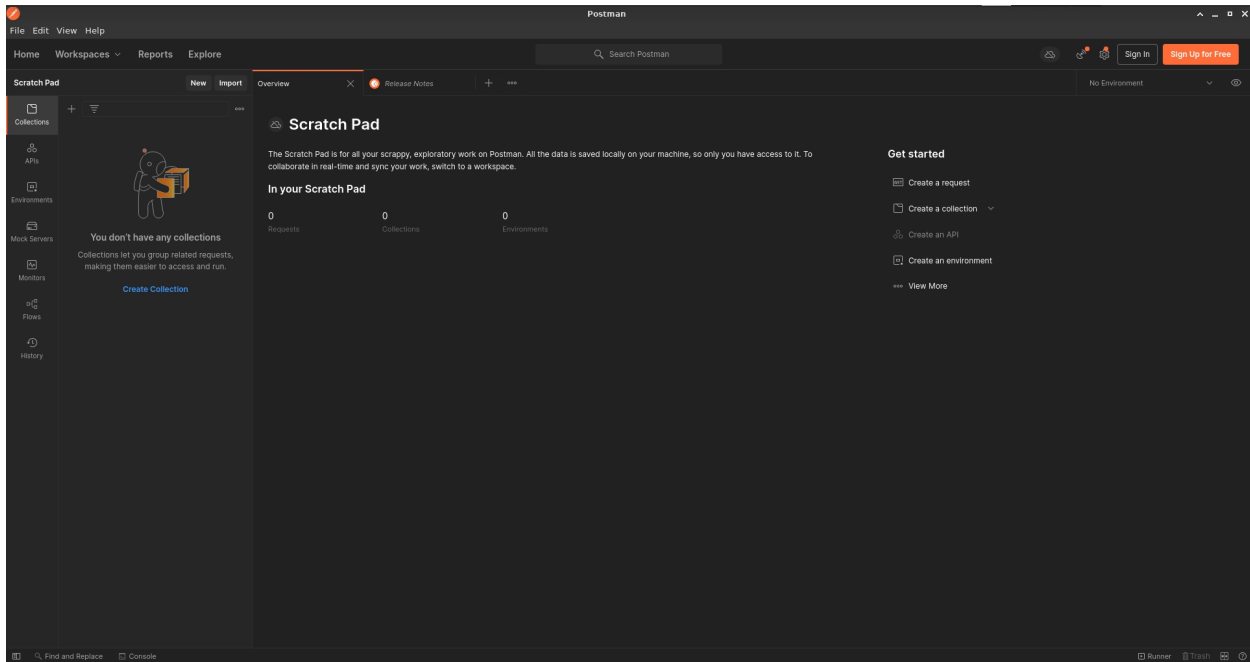 Postman
File Edit View Help
Home Workspaces Reports Explore
Search Postman
Sign In
Sign Up for Free
Scratch Pad
New
Import
Overview
Release Notes
No Environment
Collections
APIs
Environments
Mock Servers
Monitors
Flows
History
You don't have any collections
Collections let you group related requests,
making them easier to access and run.
Create Collection
Scratch Pad
The Scratch Pad is for all your scrappy, exploratory work on Postman. All the data is saved locally on your machine, so only you have access to it. To
collaborate in real-time and sync your work, switch to a workspace.
In your Scratch Pad
0 0 0
Requests Collections Environments
Get started
GET Create a request
Create a collection
Create an API
Create an environment
View More
Find and Replace
Console
Runner
Trash